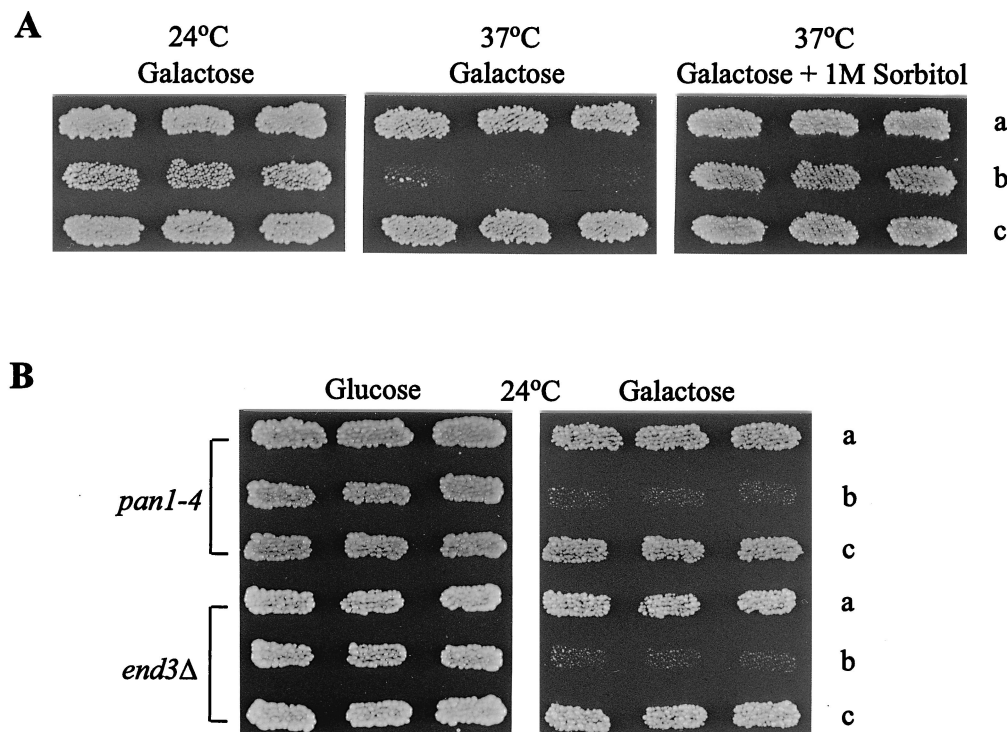 A
24ºC
Galactose
37ºC
Galactose
37ºC
Galactose + 1M Sorbitol
a
b
c
B
Glucose
24ºC
Galactose
pan1-4
a
b
c
end3Δ
a
b
c